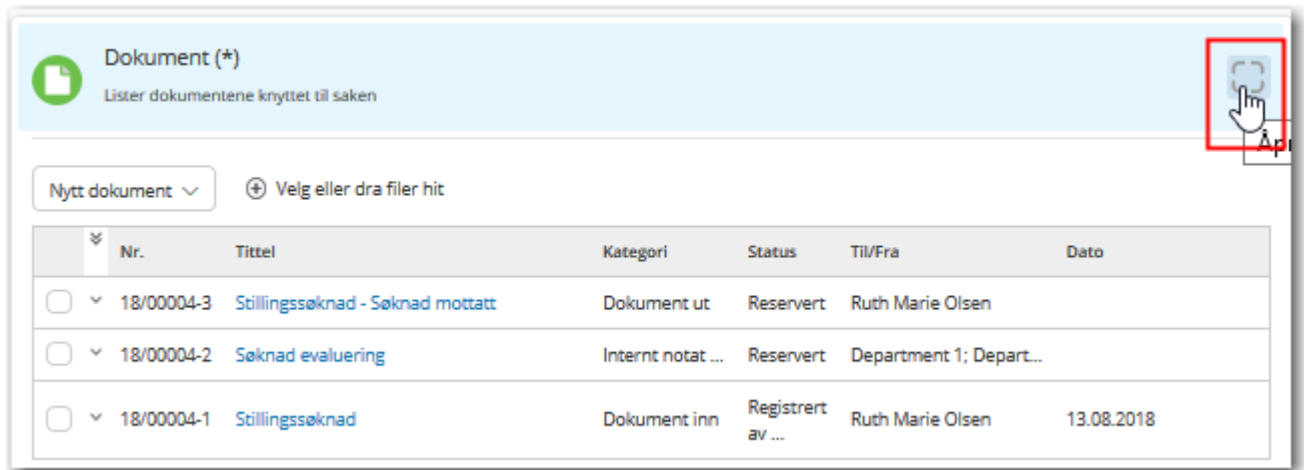 Dokument (*)
Lister dokumentene knyttet til saken
Nytt dokument
Velg eller dra filer hit
Nr. Tittel Kategori Status Til/Fra Dato
18/00004-3 Stillingssøknad - Søknad mottatt Dokument ut Reservert Ruth Marie Olsen
18/00004-2 Søknad evaluering Internt notat ... Reservert Department 1; Depart...
18/00004-1 Stillingssøknad Dokument inn Registrert av ... Ruth Marie Olsen 13.08.2018